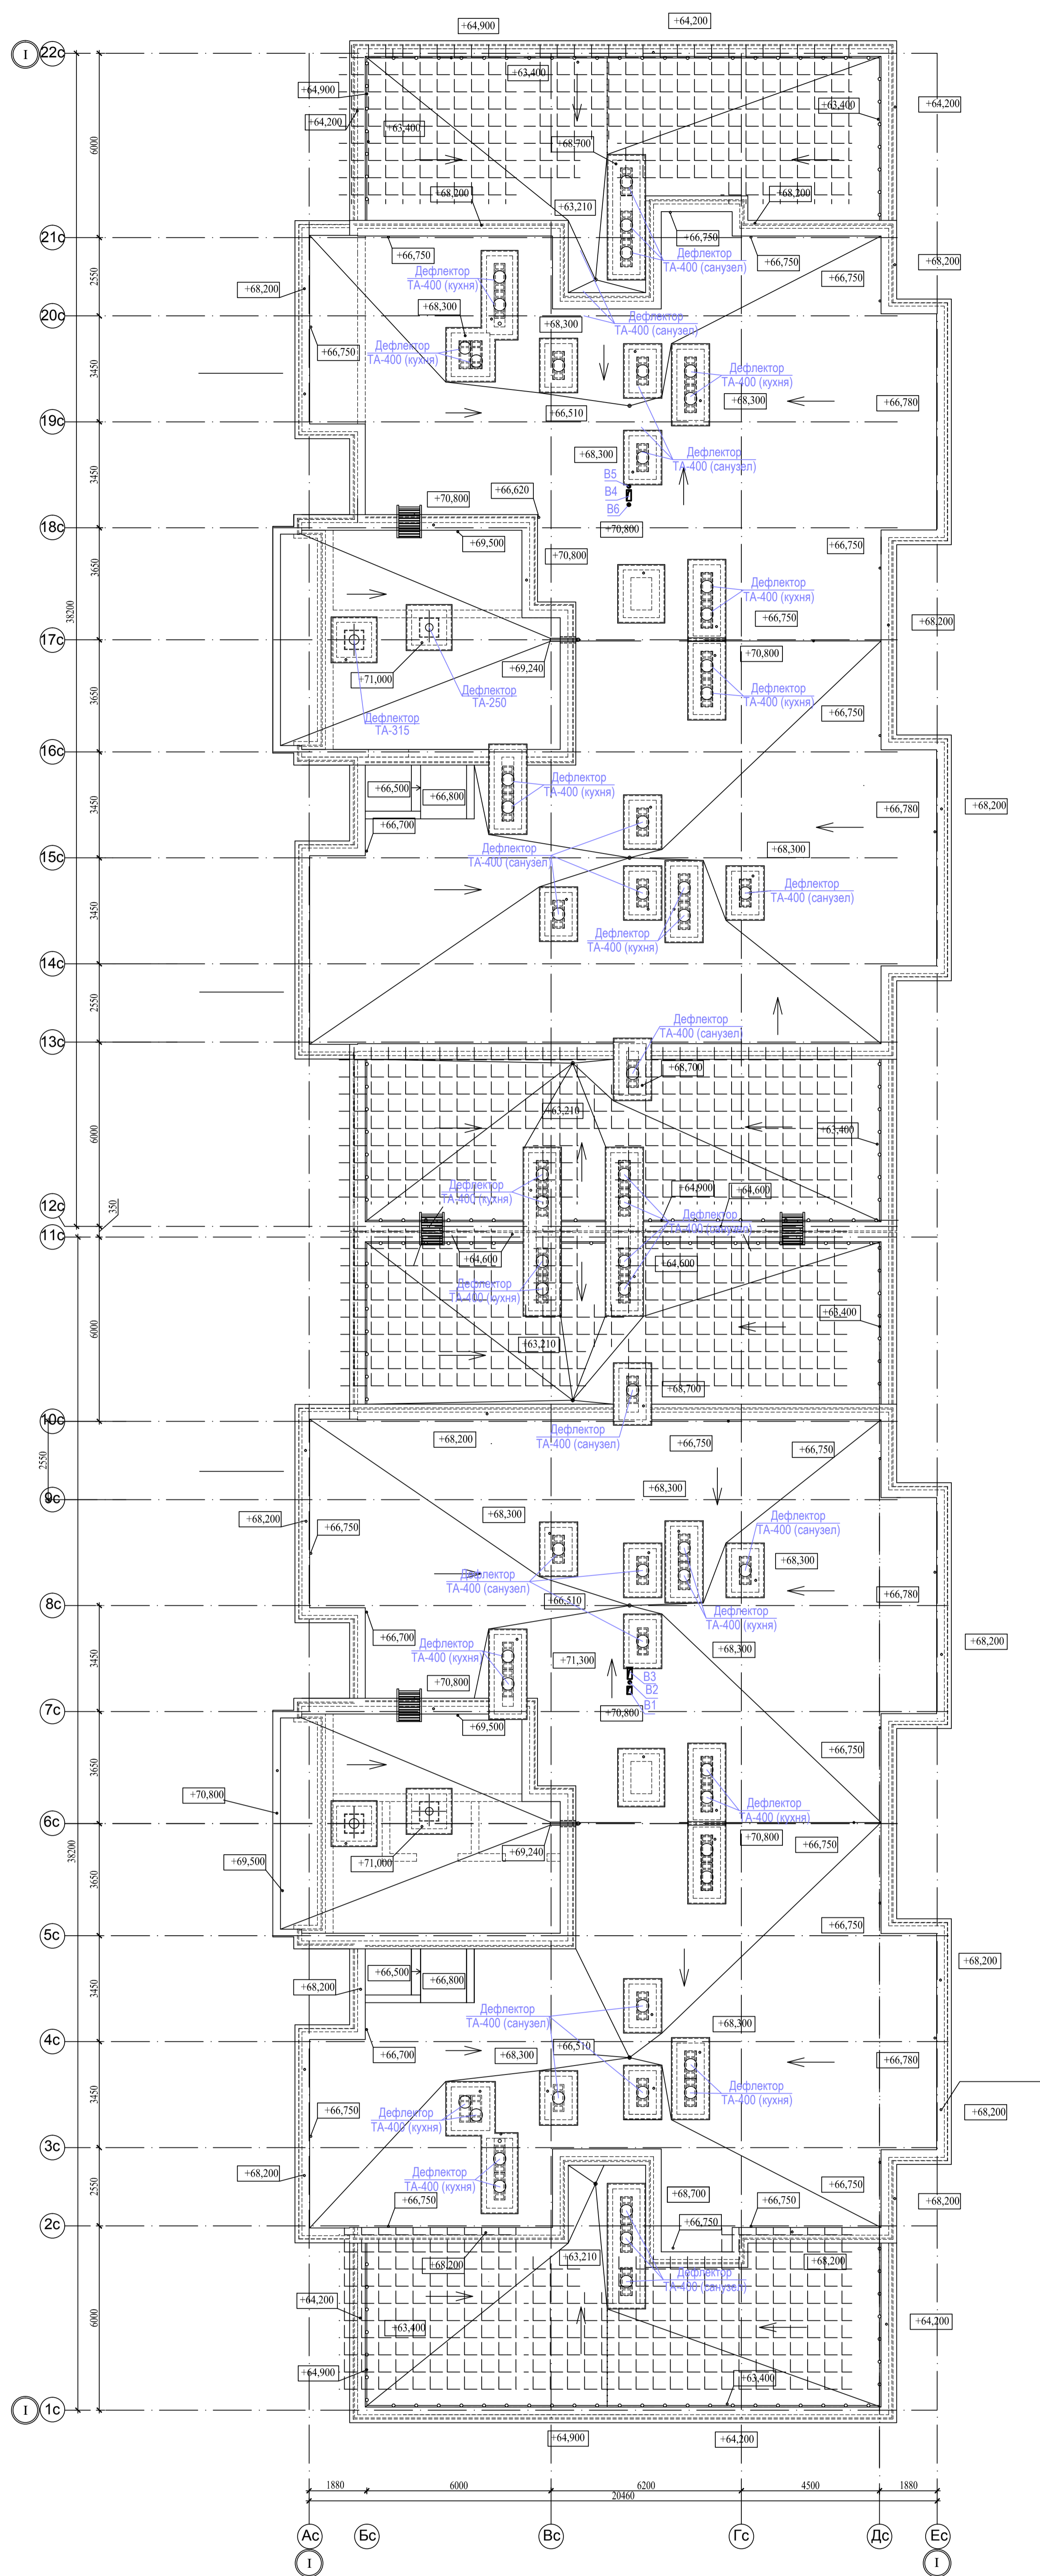 +64,900
+64,200
I
22с
+63,400
+64,900
+63,400
+64,200
+64,200
+63,400
6000
+68,700
+68,200
+68,200
+63,210
21с
+66,750
+66,750
+66,750
+66,750
+68,200
Дефлектор
ТА-400 (санузел)
Дефлектор
ТА-400 (кухня)
2550
+68,200
+68,300
20с
Дефлектор
ТА-400 (санузел)
+68,300
+66,750
Дефлектор
ТА-400 (кухня)
3450
Дефлектор
ТА-400 (кухня)
+68,300
+66,780
+66,510
19с
+68,300
Дефлектор
ТА-400 (санузел)
В5
В4
В6
3450
+66,620
+70,800
18с
+70,800
+69,500
+66,750
+70,800
3650
Дефлектор
ТА-400 (кухня)
38200
+66,750
+68,200
17с
+70,800
+69,240
+71,000
Дефлектор
ТА-250
Дефлектор
ТА-400 (кухня)
+66,750
Дефлектор
ТА-315
3650
16с
+66,500
+66,800
Дефлектор
ТА-400 (кухня)
+66,780
+68,200
3450
+66,700
Дефлектор
ТА-400 (санузел)
+68,300
15с
Дефлектор
ТА-400 (санузел)
3450
Дефлектор
ТА-400 (кухня)
14с
2550
Дефлектор
ТА-400 (санузел)
13с
+68,700
+63,210
+63,400
6000
Дефлектор
ТА-400 (кухня)
+64,900
+64,600
Дефлектор
ТА-400 (санузел)
12с
350
11с
+64,600
+64,600
Дефлектор
ТА-400 (кухня)
+63,400
6000
+63,210
+68,700
10с
Дефлектор
ТА-400 (санузел)
+68,200
+66,750
+66,750
2550
+68,300
9с
+68,200
+66,750
+68,300
Дефлектор
ТА-400 (санузел)
+68,300
Дефлектор
ТА-400 (санузел)
+66,780
+66,510
8с
Дефлектор
ТА-400 (кухня)
+66,700
+68,200
Дефлектор
ТА-400 (кухня)
+68,300
+71,300
3450
+70,800
В3
В2
В1
7с
+70,800
+69,500
+66,750
3650
+70,800
Дефлектор
ТА-400 (кухня)
6с
+70,800
+66,750
38200
+69,240
+69,500
+71,000
3650
5с
+66,750
+66,500
+66,800
+68,200
+68,200
3450
Дефлектор
ТА-400 (санузел)
+68,300
4с
+66,700
+68,300
+66,510
+66,780
3450
Дефлектор
ТА-400 (кухня)
+66,750
Дефлектор
ТА-400 (кухня)
+68,200
3с
+68,200
Дефлектор
ТА-400 (кухня)
+66,750
2550
+66,750
+68,700
+66,750
+68,200
2с
+66,750
+63,210
+68,200
+68,200
Дефлектор
ТА-400 (санузел)
+64,200
+63,400
+64,200
6000
+64,900
+63,400
I
1с
+64,900
+64,200
1880
6000
6200
4500
1880
20460
Ас
Бс
Вс
Гс
Дс
Ес
I
I